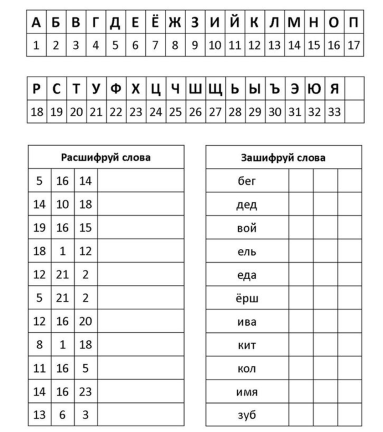 А Б В Г Д Е Ё Ж З И Й К Л М Н О П
1 2 3 4 5 6 7 8 9 10 11 12 13 14 15 16 17
Р С Т У Ф Х Ц Ч Ш Щ Ь Ы Ъ Э Ю Я
18 19 20 21 22 23 24 25 26 27 28 29 30 31 32 33
Расшифруй слова
5 16 14
14 10 18
19 16 15
18 1 12
12 21 2
5 21 2
12 16 20
8 1 18
11 16 5
14 16 23
13 6 3
Зашифруй слова
бег
дед
вой
ель
еда
ёрш
ива
кит
кол
имя
зуб